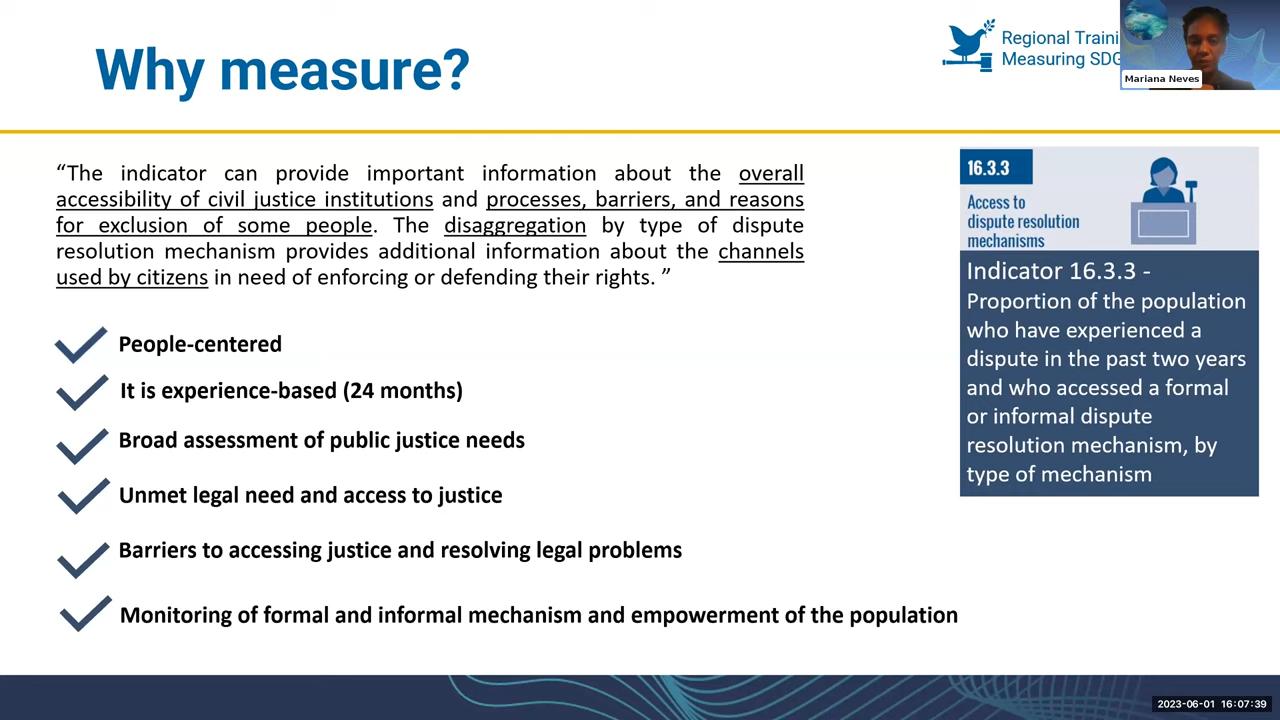 Why measure?
Regional Traini
Measuring SDG
Mariana Neves
“The indicator can provide important information about the overall
accessibility of civil justice institutions and processes, barriers, and reasons
for exclusion of some people. The disaggregation by type of dispute
resolution mechanism provides additional information about the channels
used by citizens in need of enforcing or defending their rights. ”
People-centered
It is experience-based (24 months)
Broad assessment of public justice needs
Unmet legal need and access to justice
Barriers to accessing justice and resolving legal problems
Monitoring of formal and informal mechanism and empowerment of the population
16.3.3
Access to
dispute resolution
mechanisms
Indicator 16.3.3 -
Proportion of the population
who have experienced a
dispute in the past two years
and who accessed a formal
or informal dispute
resolution mechanism, by
type of mechanism
2023-06-01 16:07:39